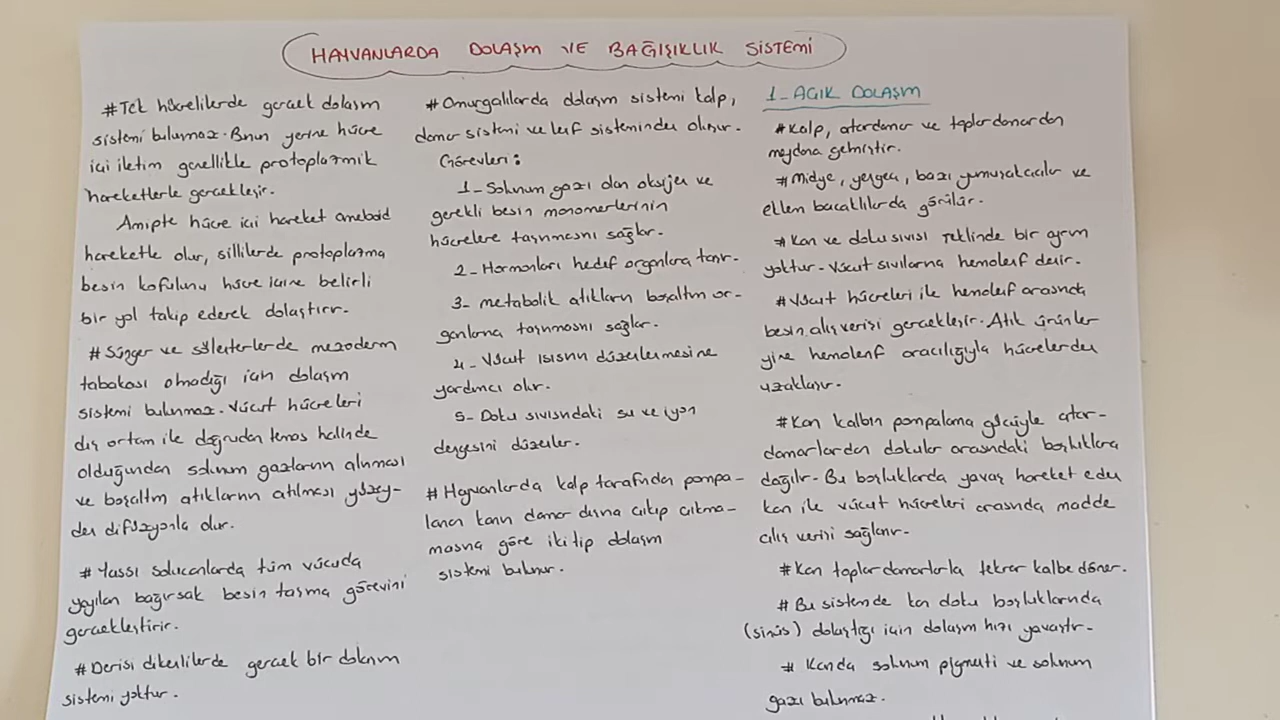 HAYVANLARDA DOLAŞIM VE BAĞIŞIKLIK SİSTEMİ
#Tek hücrelilerde gerçek dolaşım
sistemi bulunmaz. Bunun yerine hücre
içi iletim genellikle protoplazmik
hareketlerle gerçekleşir.
Amipte hücre içi hareket ameboid
hareketle olur, sillilerde protoplazma
besin kofulunu hücre içine belirli
bir yol takip ederek dolaştırır.
# Sünger ve sölenterlerde mezoderm
tabakası olmadığı için dolaşım
sistemi bulunmaz. Vücut hücreleri
dış ortam ile doğrudan temas halinde
olduğundan solunum gazlarının alınması
ve boşaltım atıklarının atılması yüzey-
den difüzyonla olur.
# Yassı solucanlarda tüm vücuda
yayılan bağırsak besin taşıma görevini
gerçekleştirir.
# Derisi dikenlilerde gerçek bir dolaşım
sistemi yoktur.
# Omurgalılarda dolaşım sistemi kalp,
damar sistemi ve lenf sisteminden oluşur.
Görevleri:
1- Solunum gazı olan oksijen ve
gerekli besin monomerlerinin
hücrelere taşınmasını sağlar.
2- Hormonları hedef organlara taşır.
3- metabolik atıkların boşaltım or-
ganlarına taşınmasını sağlar.
4- Vücut ısısının düzenlenmesine
yardımcı olur.
5- Doku sıvısındaki su ve iyon
dengesini düzenler.
# Hayvanlarda kalp tarafından pompa-
lanan kanın damar dışına çıkıp çıkma-
masına göre iki tip dolaşım
sistemi bulunur.
1- AÇIK DOLAŞIM
#Kalp, atardamar ve toplardamardan
meydana gelmiştir.
#Midye, yengeç, bazı yumuşakçalar ve
eklem bacaklılarda görülür.
#Kan ve doku sıvısı şeklinde bir ayrım
yoktur. Vücut sıvılarına hemolenf denir.
#Vücut hücreleri ile hemolenf arasında
besin alış verişi gerçekleşir. Atık ürünler
yine hemolenf aracılığıyla hücrelerden
uzaklaşır.
#Kan kalbin pompalama gücüyle atar-
damarlardan dokular arasındaki boşluklara
dağılır. Bu boşluklarda yavaş hareket eden
kan ile vücut hücreleri arasında madde
alış verişi sağlanır.
#Kan toplar damarlarla tekrar kalbe döner.
#Bu sistemde kan doku boşluklarında
(sinüs) dolaştığı için dolaşım hızı yavaştır.
# Kanda solunum pigmenti ve solunum
gazı bulunmaz.